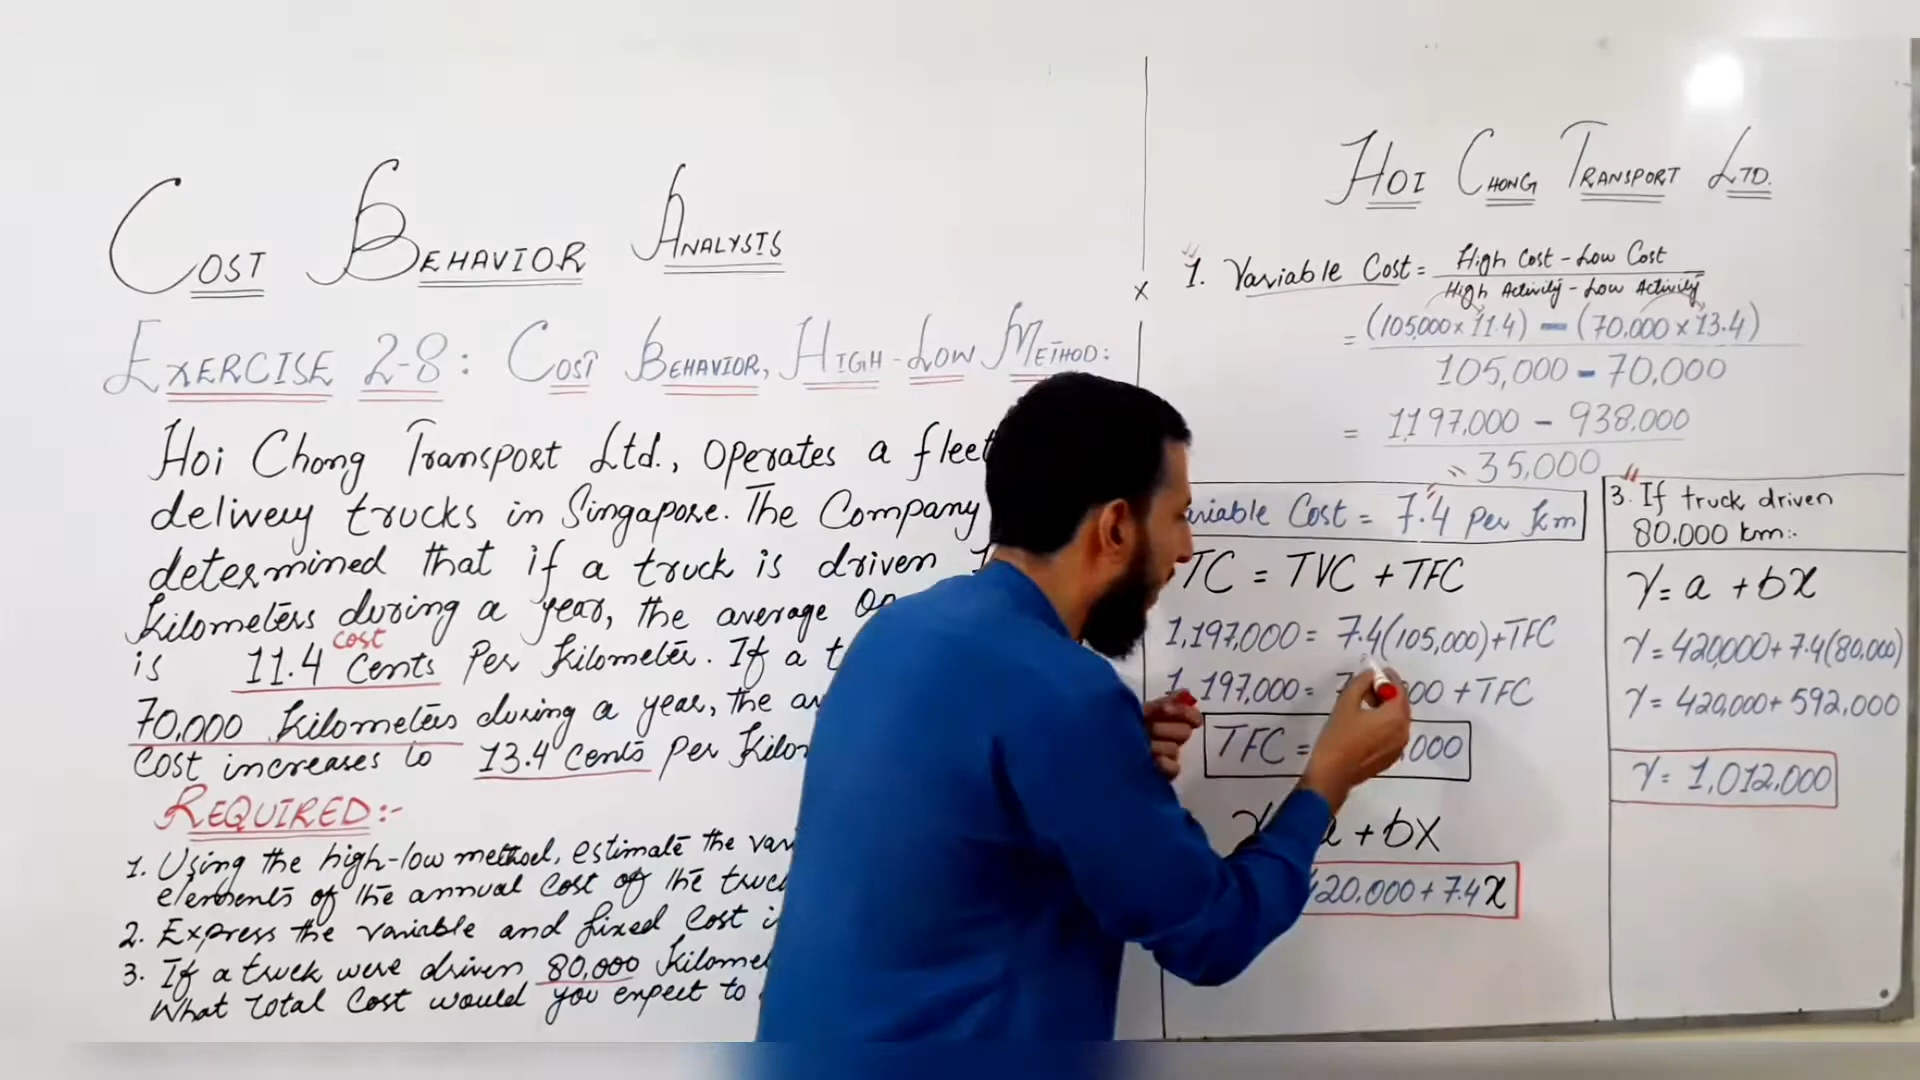 COST BEHAVIOR ANALYSIS
EXERCISE 2-8: COST BEHAVIOR, HIGH-LOW METHOD:
Hoi Chong Transport Ltd., operates a fleet
delivery trucks in Singapore. The Company
determined that if a truck is driven
kilometers during a year, the average
cost
is 11.4 cents per kilometer. If a
70,000 kilometers during a year, the
Cost increases to 13.4 cents per
REQUIRED:-
1. Using the high-low method, estimate the
elements of the annual cost of the
2. Express the variable and fixed cost
3. If a truck were driven 80,000
What total cost would you expect to
x
HOI CHONG TRANSPORT LTD.
1. Variable Cost = High Cost - Low Cost
High Activity - Low Activity
= (105,000 x 11.4) - (70,000 x 13.4)
105,000 - 70,000
= 1,197,000 - 938,000
35,000
Cost = 7.4 per km
TC = TVC + TFC
1,197,000 = 7.4(105,000) + TFC
1,197,000 = + TFC
TFC =
+ bx
+ 7.4x
3. If truck driven
80,000 km:-
Y = a + bx
Y = 420,000 + 7.4(80,000)
Y = 420,000 + 592,000
Y = 1,012,000